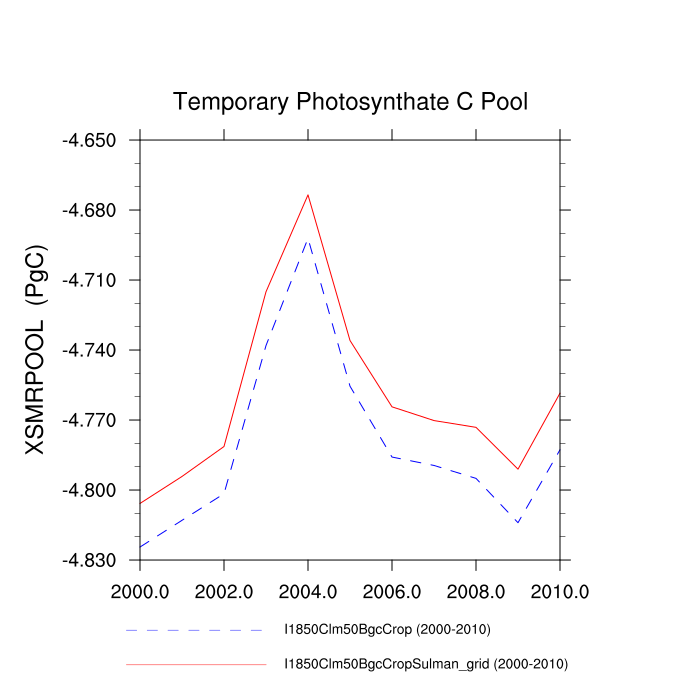 Temporary Photosynthate C Pool
XSMRPOOL (PgC)
-4.650
-4.680
-4.710
-4.740
-4.770
-4.800
-4.830
2000.0 2002.0 2004.0 2006.0 2008.0 2010.0
I1850Clm50BgcCrop (2000-2010)
I1850Clm50BgcCropSulman_grid (2000-2010)